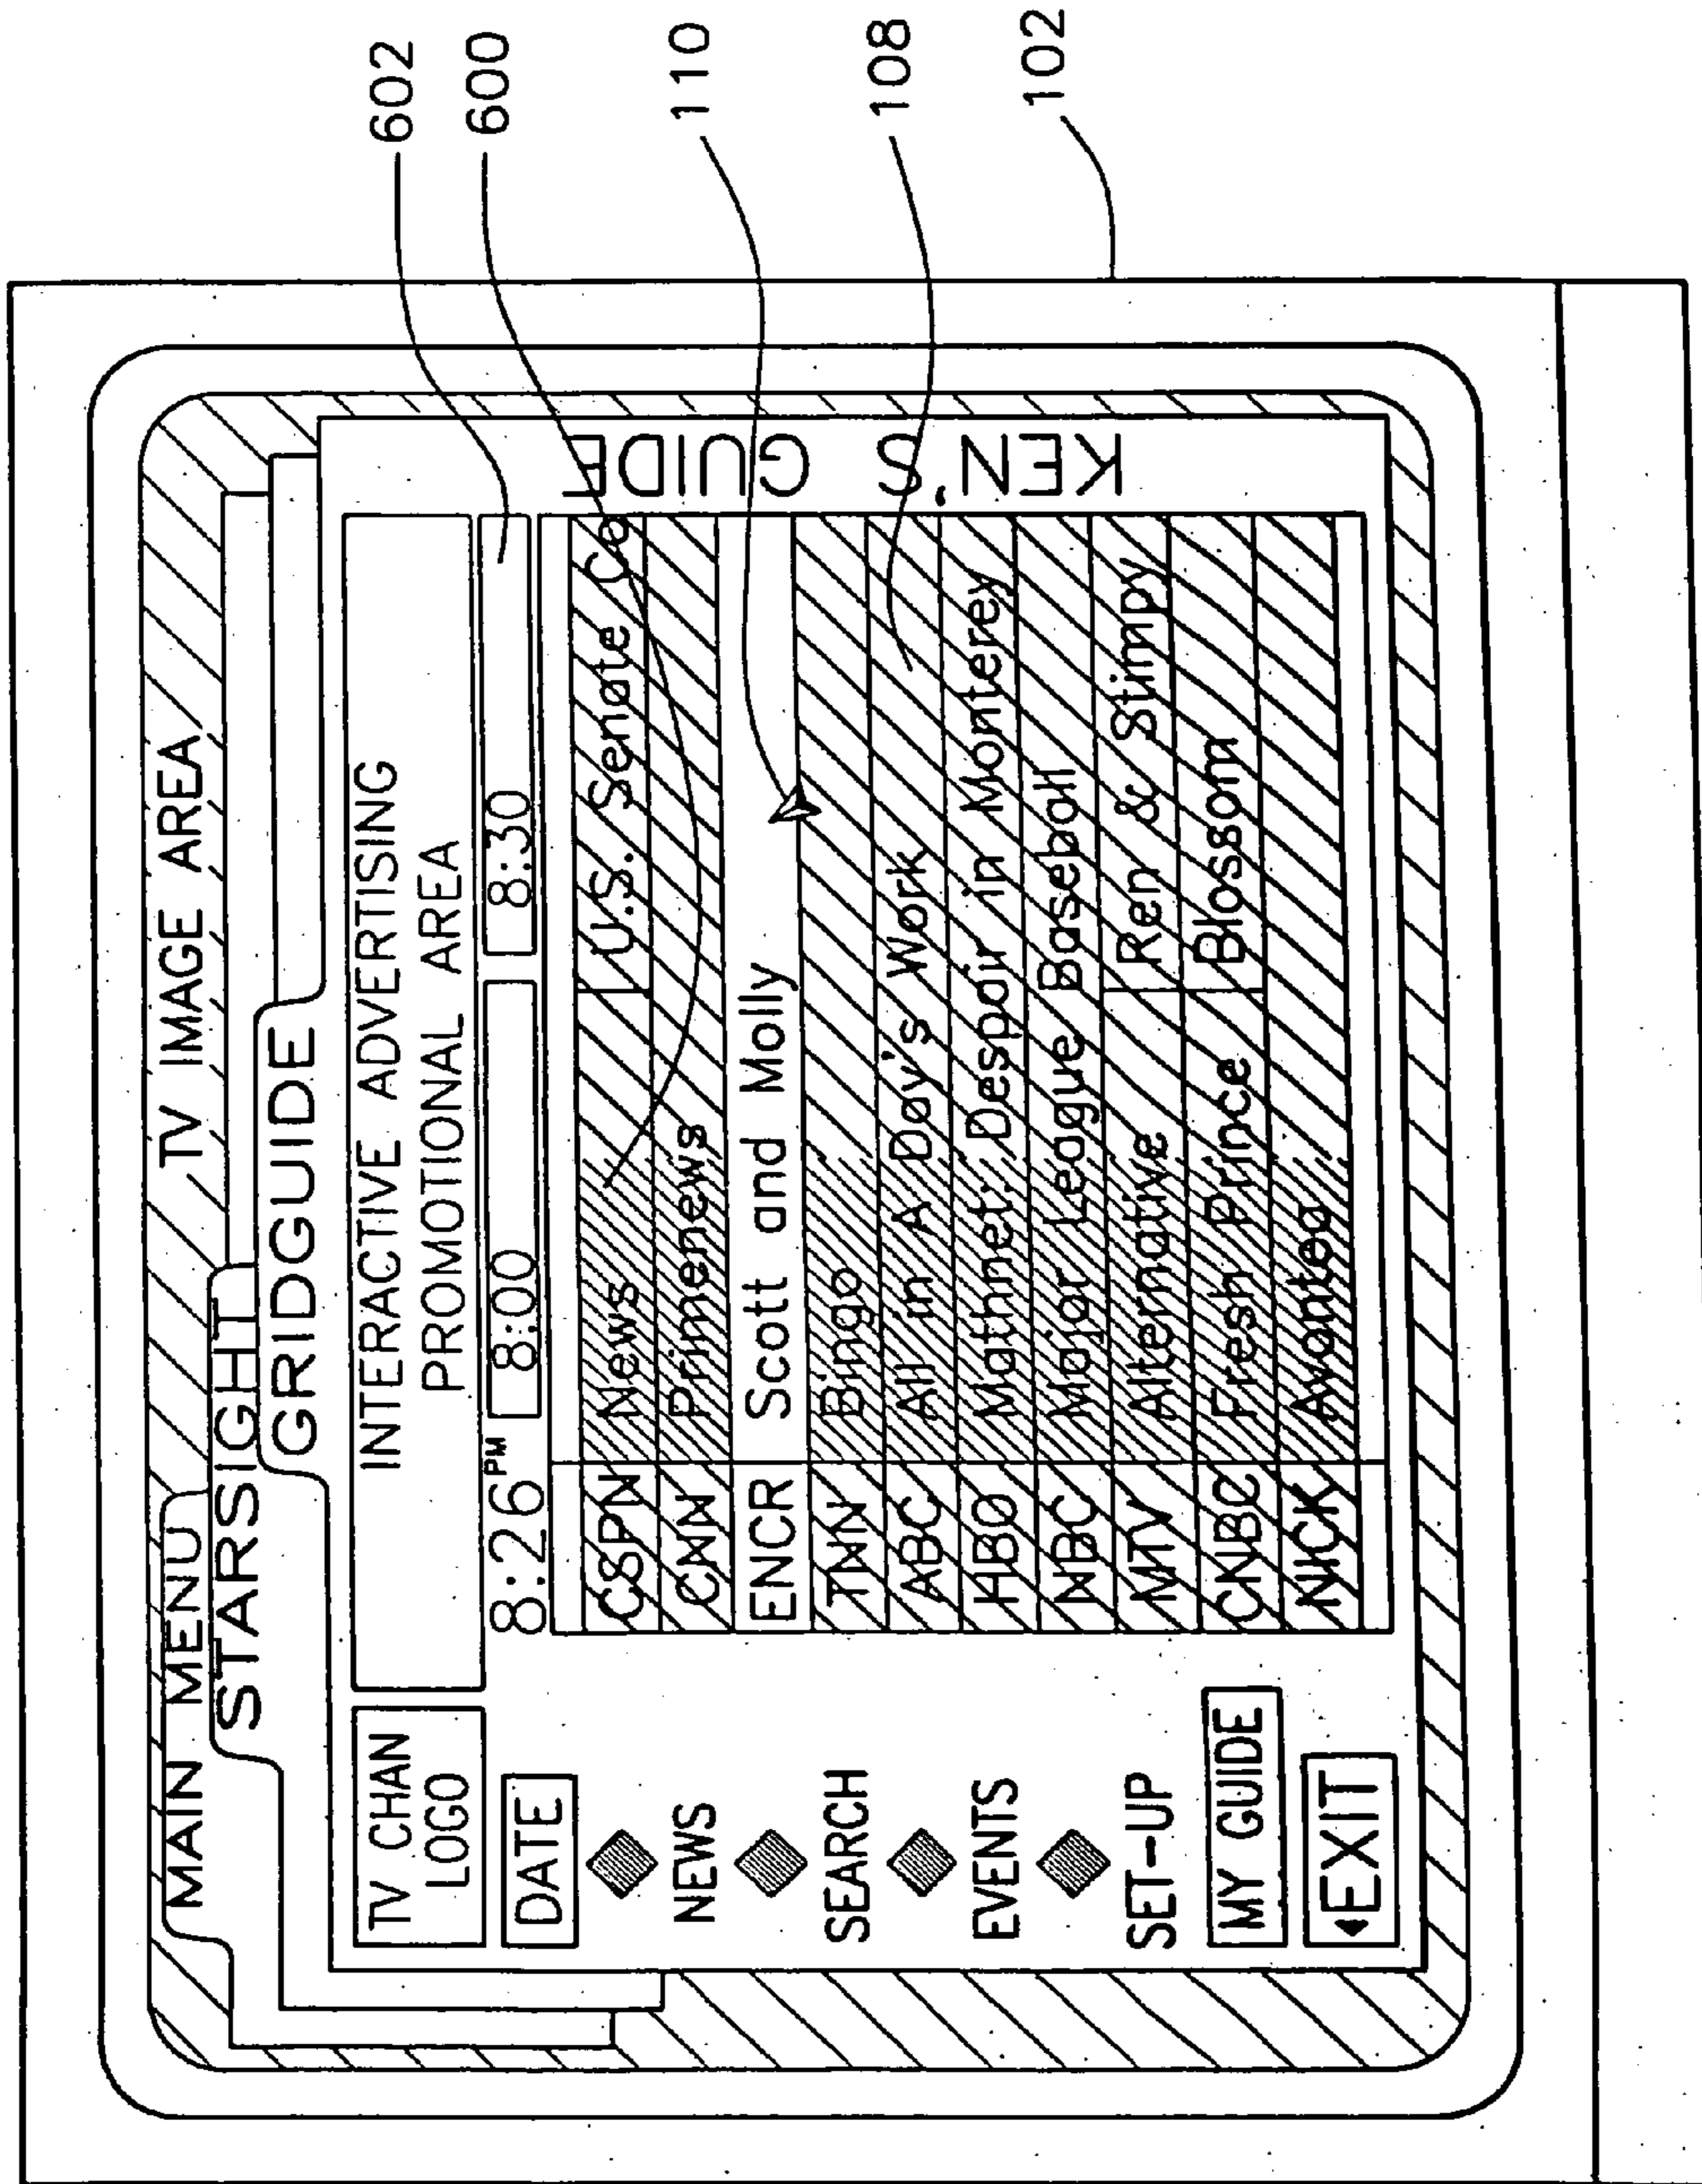 TV IMAGE AREA
MAIN MENU
STARSIGHT
GRIDGUIDE
TV CHAN
LOGO
INTERACTIVE ADVERTISING
PROMOTIONAL AREA
DATE
8:26PM 8:00 8:30
NEWS
SEARCH
EVENTS
SET-UP
MY GUIDE
EXIT
CSPN News U.S. Senate Co
CNN Primenews
ENCR Scott and Molly
TNN Bingo
ABC All in A Day's Work
HBO Mathnet: Despair in Monterey
NBC Major League Baseball
MTV Alternative Ren & Stimpy
CNBC Fresh Prince Blossom
NICK Avonlea
KEN'S GUIDE
602
600
110
108
102